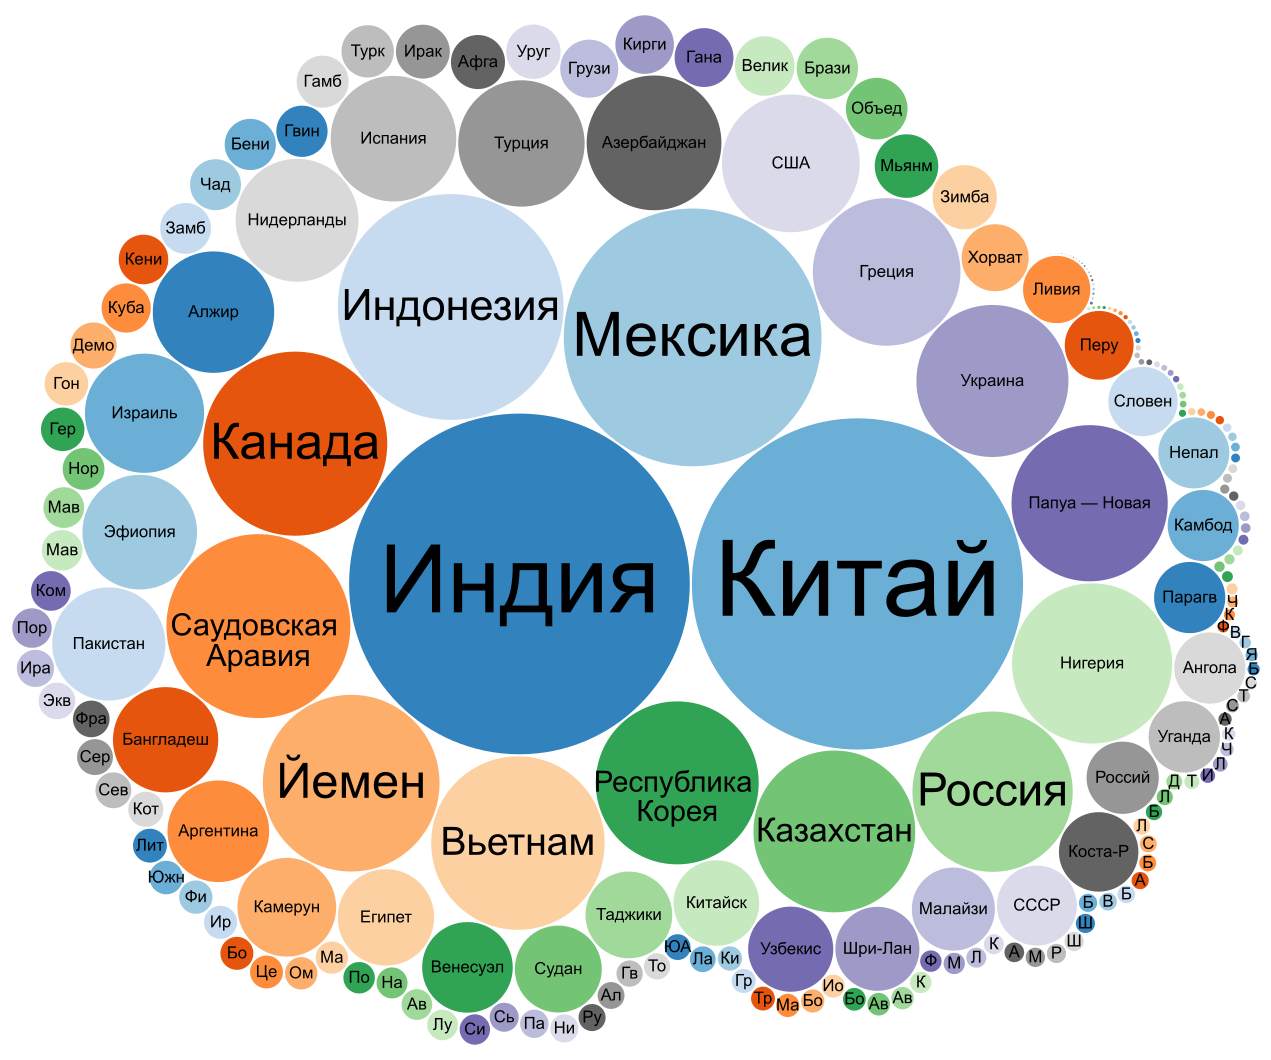 Турк
Ирак
Афга
Уруг
Грузи
Кирги
Гана
Велик
Брази
Гамб
Объед
Гвин
Бени
Испания
Турция
Азербайджан
США
Мьянм
Чад
Зимба
Замб
Нидерланды
Кени
Хорват
Греция
Ливия
Куба
Алжир
Индонезия
Мексика
Демо
Перу
Гон
Украина
Словен
Израиль
Гер
Канада
Непал
Нор
Мав
Папуа — Новая
Камбод
Эфиопия
Мав
Индия
Китай
Ком
Парагв
Ч
К
Ф
В
Г
Я
Б
С
Т
С
А
К
Ч
Л
И
Т
Д
Л
Б
Пор
Саудовская
Аравия
Пакистан
Ира
Нигерия
Ангола
Экв
Фра
Бангладеш
Уганда
Сер
Йемен
Республика
Корея
Россия
Россий
Сев
Кот
Аргентина
Вьетнам
Казахстан
Коста-Р
Л
С
Б
А
Б
В
Б
Ш
Лит
Южн
Фи
Ир
Камерун
Египет
Таджики
Китайск
Малайзи
СССР
Бо
Це
Ом
Ма
По
На
Ав
Лу
Венесуэл
Судан
Узбекис
Шри-Лан
Си
Сь
Па
Ни
Ру
Ал
Гв
То
ЮА
Ла
Ки
Гр
Тр
Ма
Бо
Ио
Бо
Ав
Ав
К
Ф
М
Л
К
А
М
Р
Ш